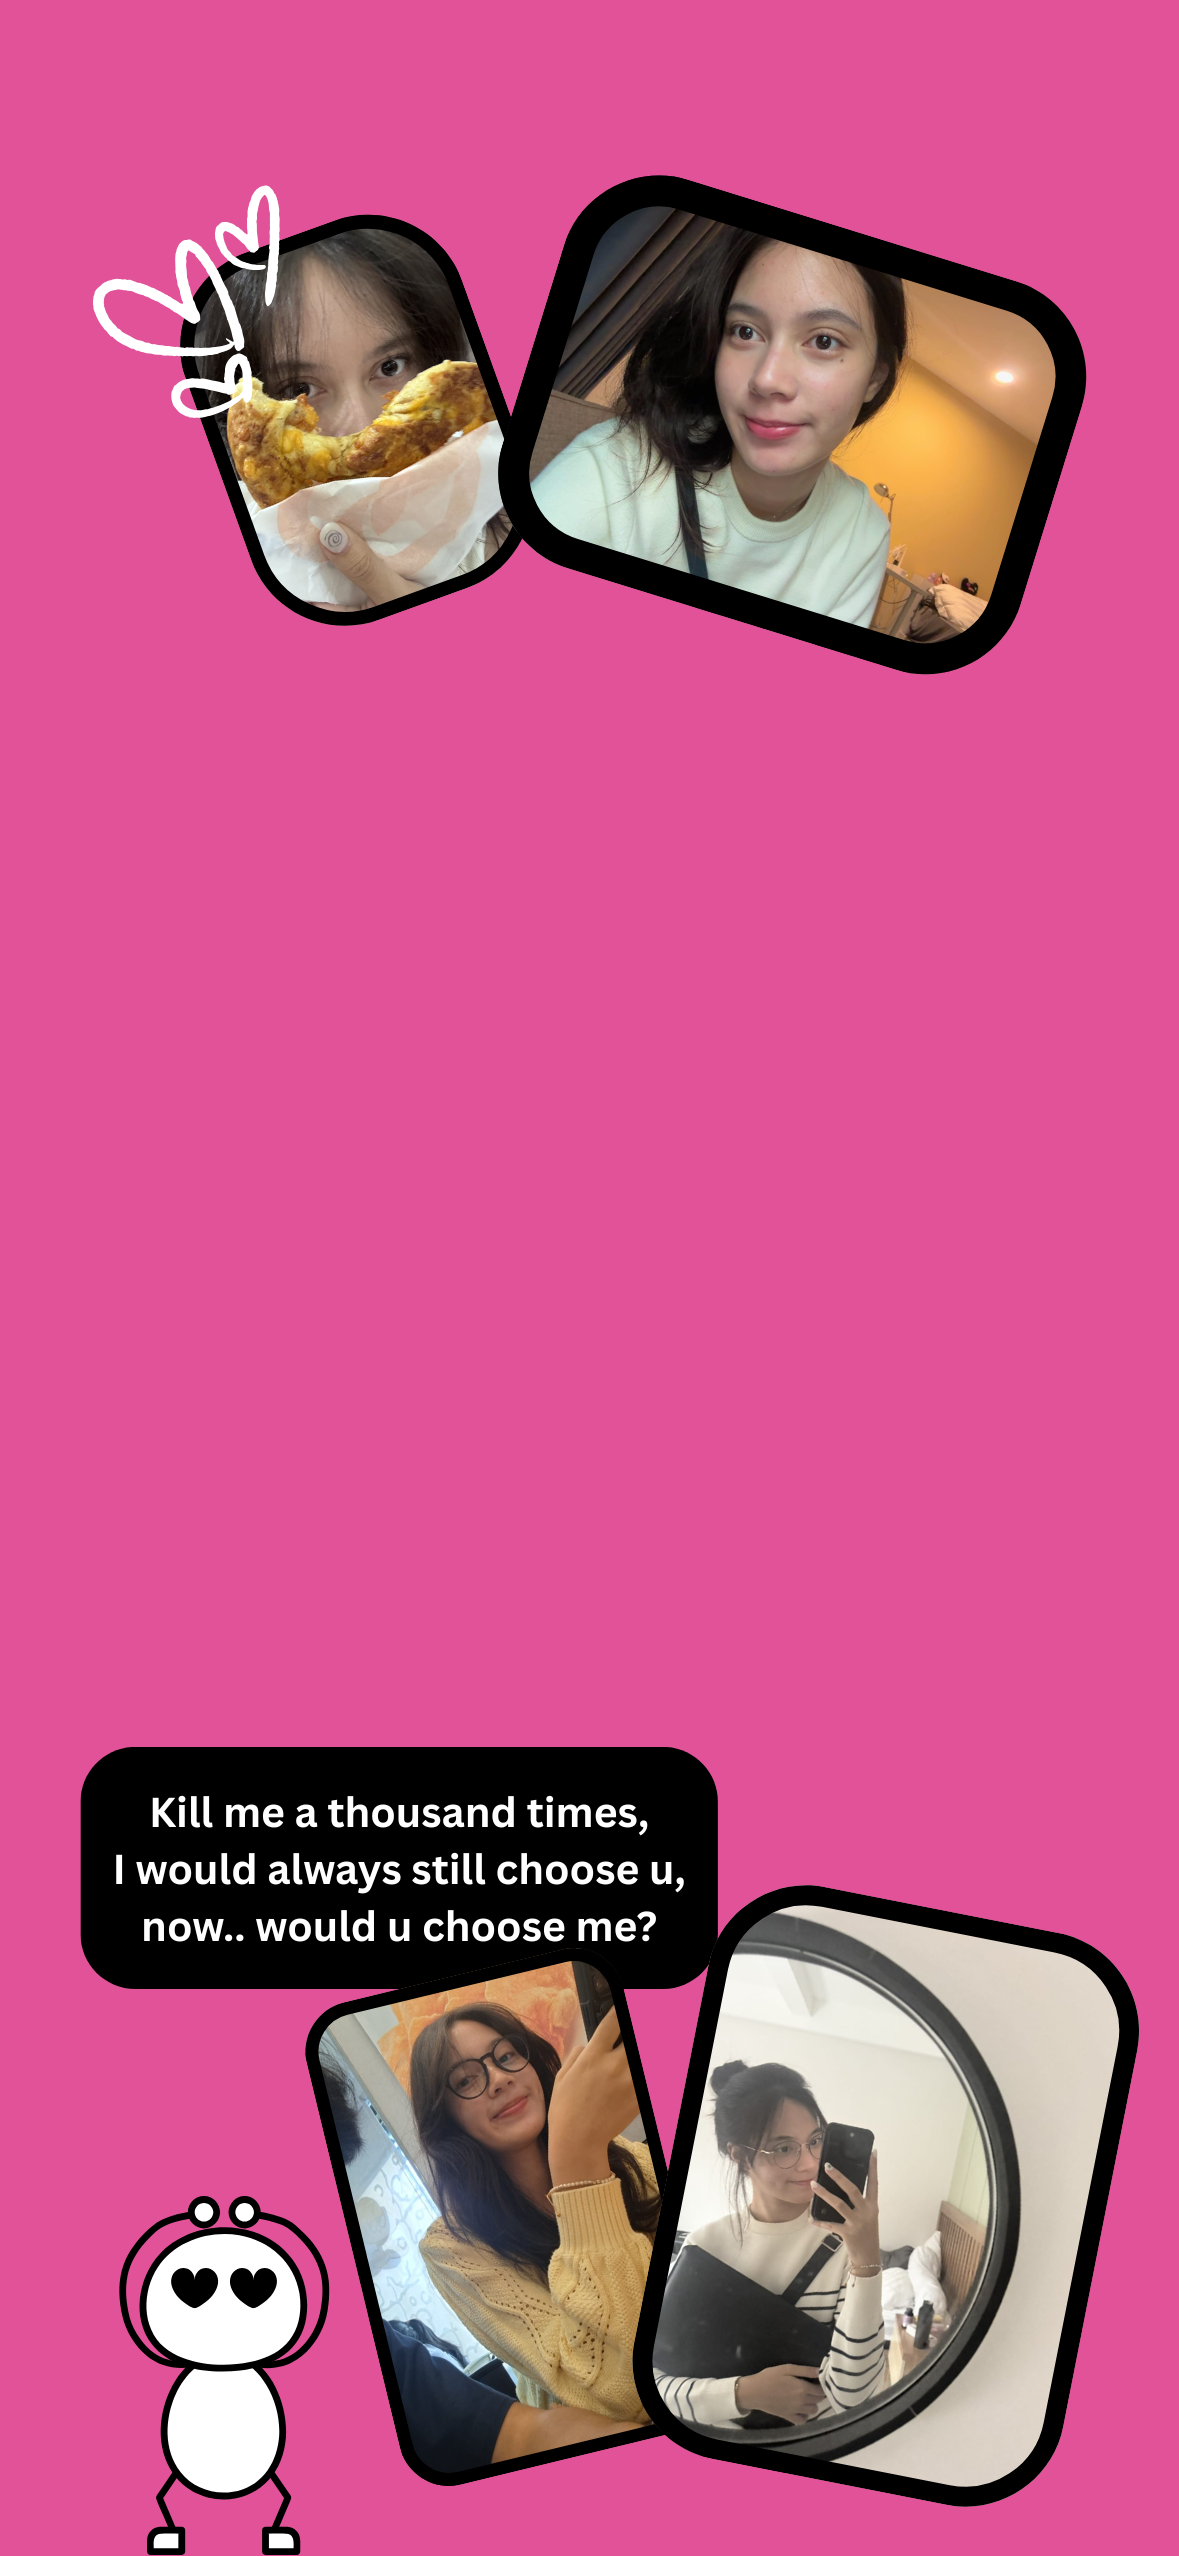 Kill me a thousand times,
I would always still choose u,
now.. would u choose me?